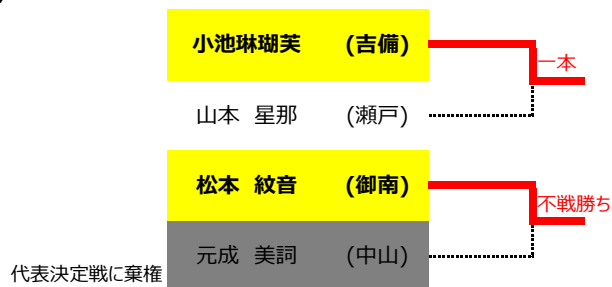 小池琳瑚芙 (吉備)
一本
山本 星那 (瀬戸)
松本 紋音 (御南)
不戦勝ち
元成 美詞 (中山)
代表決定戦に棄権